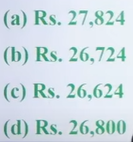 (a) Rs. 27,824
(b) Rs. 26,724
(c) Rs. 26,624
(d) Rs. 26,800